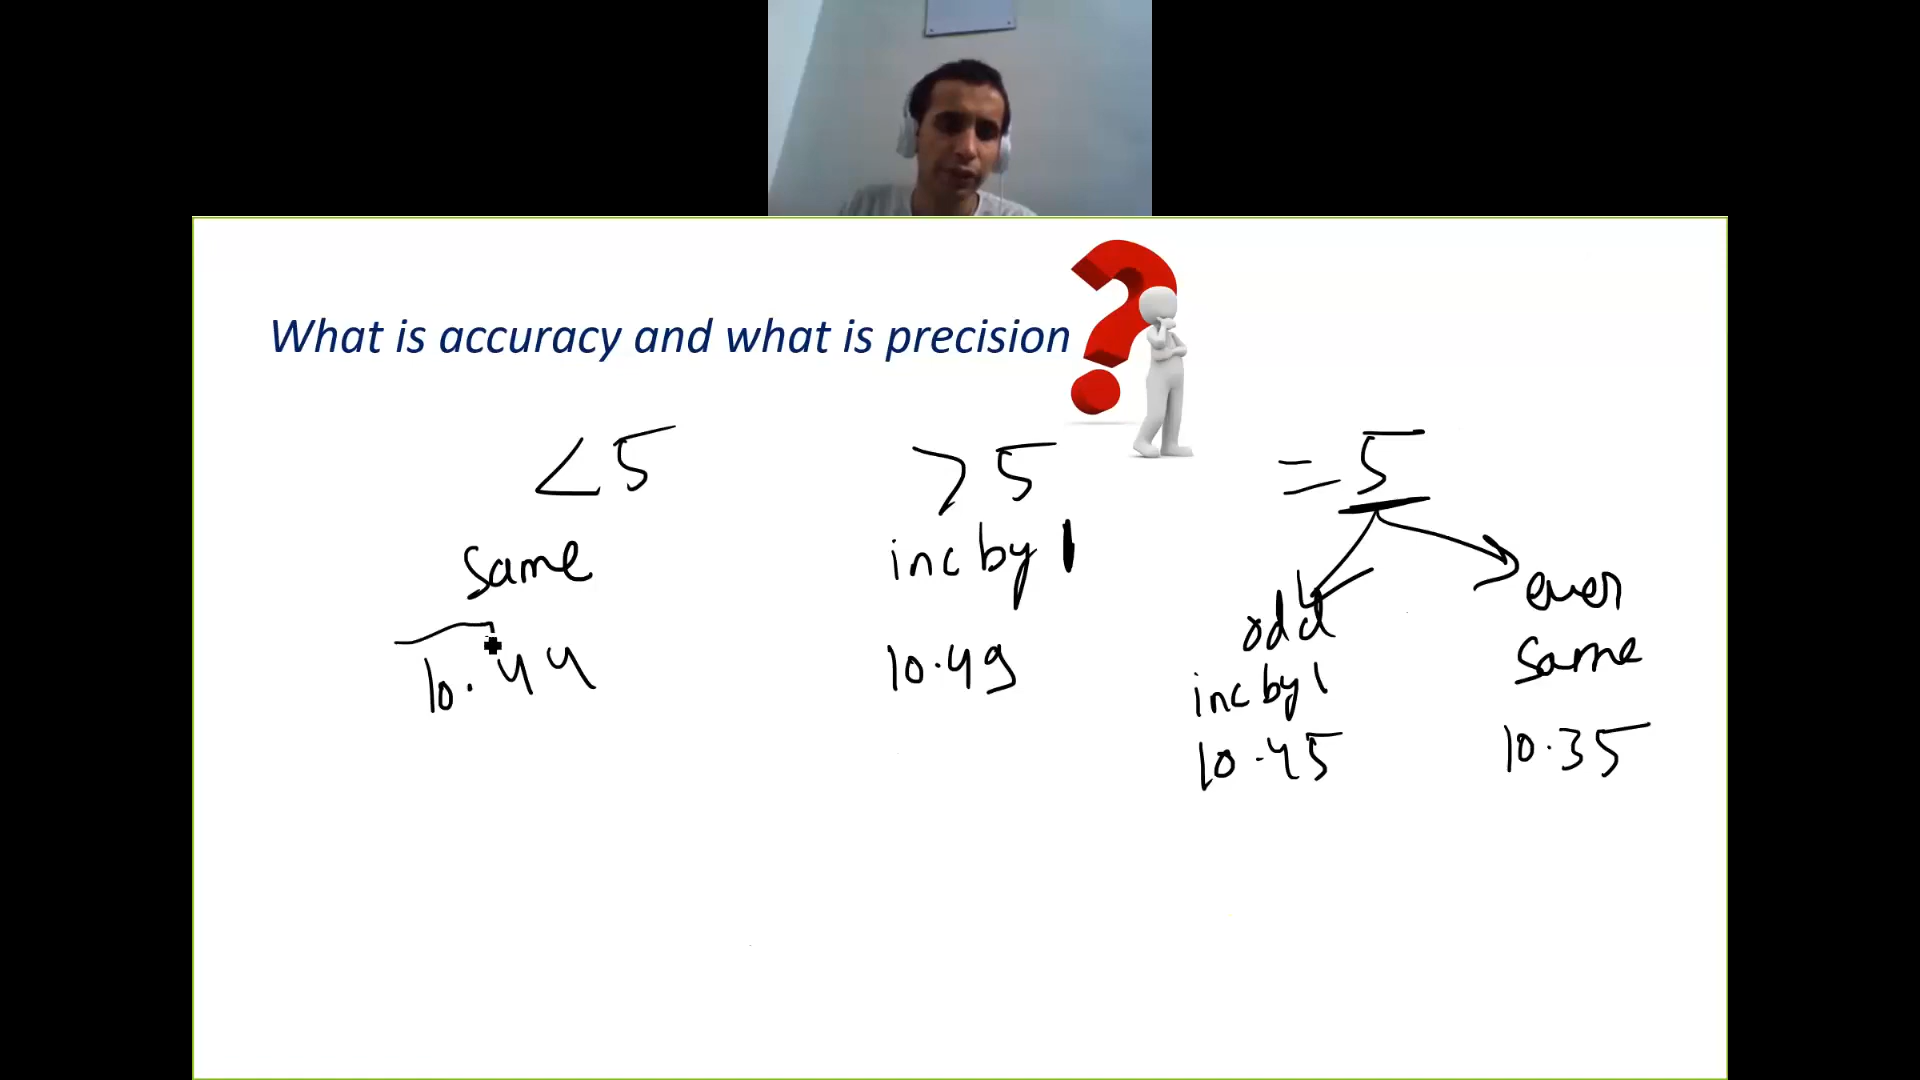 What is accuracy and what is precision
<5 >5 =5
same inc by 1
odd even
inc by 1 same
10.44 10.49
10.45 10.35